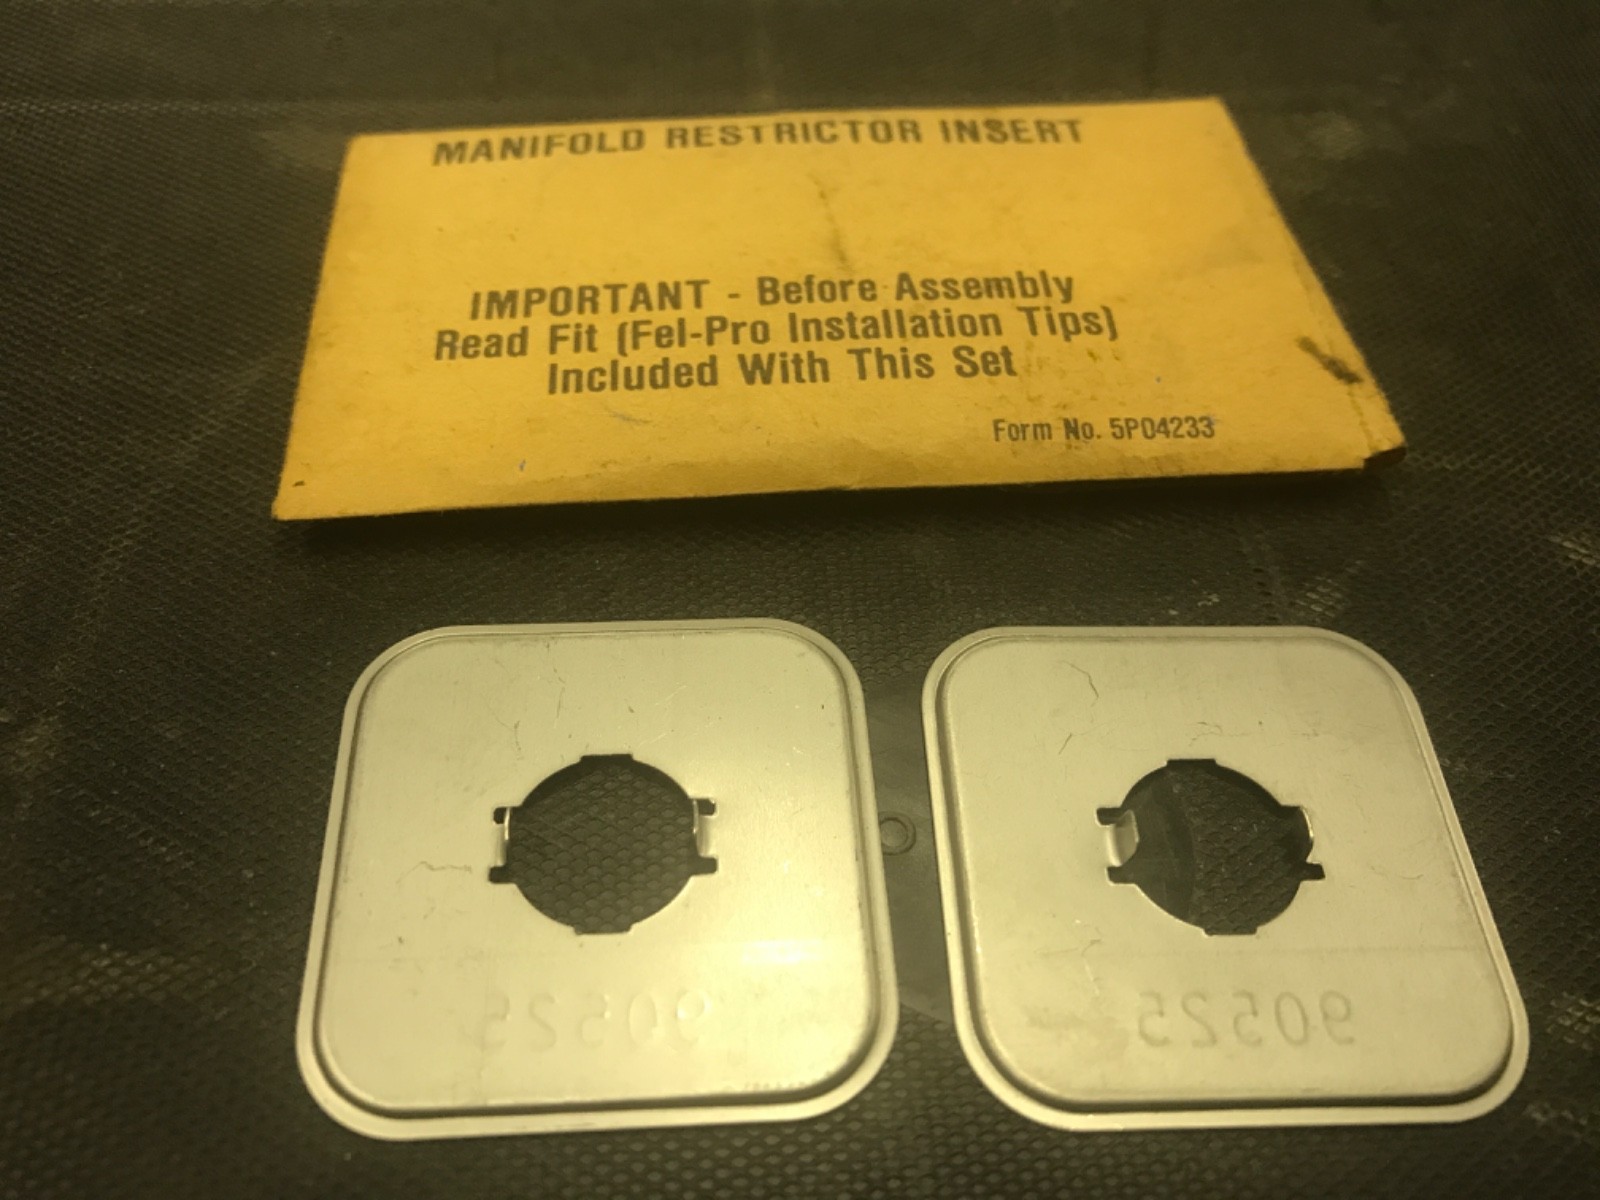 MANIFOLD RESTRICTOR INSERT
IMPORTANT - Before Assembly
Read Fit (Fel-Pro Installation Tips)
Included With This Set
Form No. 5P04233
90525
90525